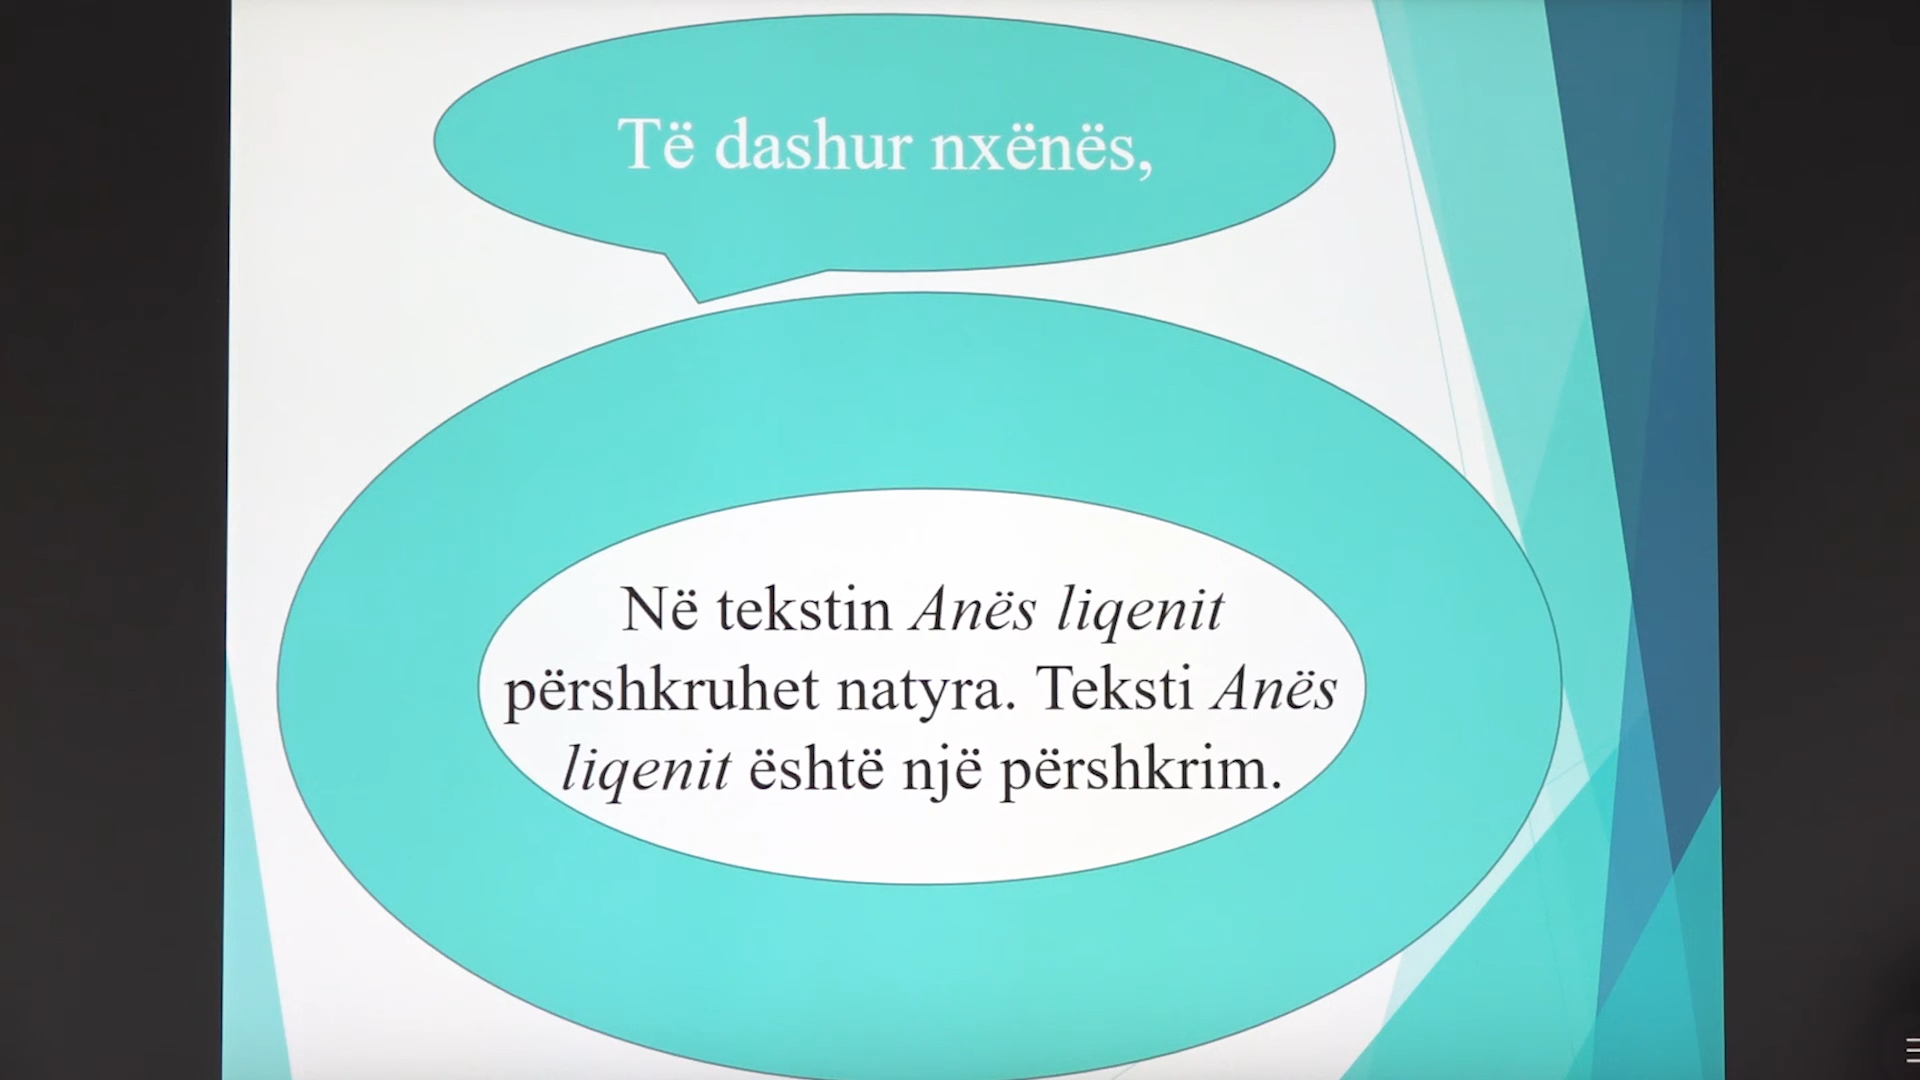 Të dashur nxënës,
Në tekstin Anës liqenit
përshkruhet natyra. Teksti Anës
liqenit është një përshkrim.